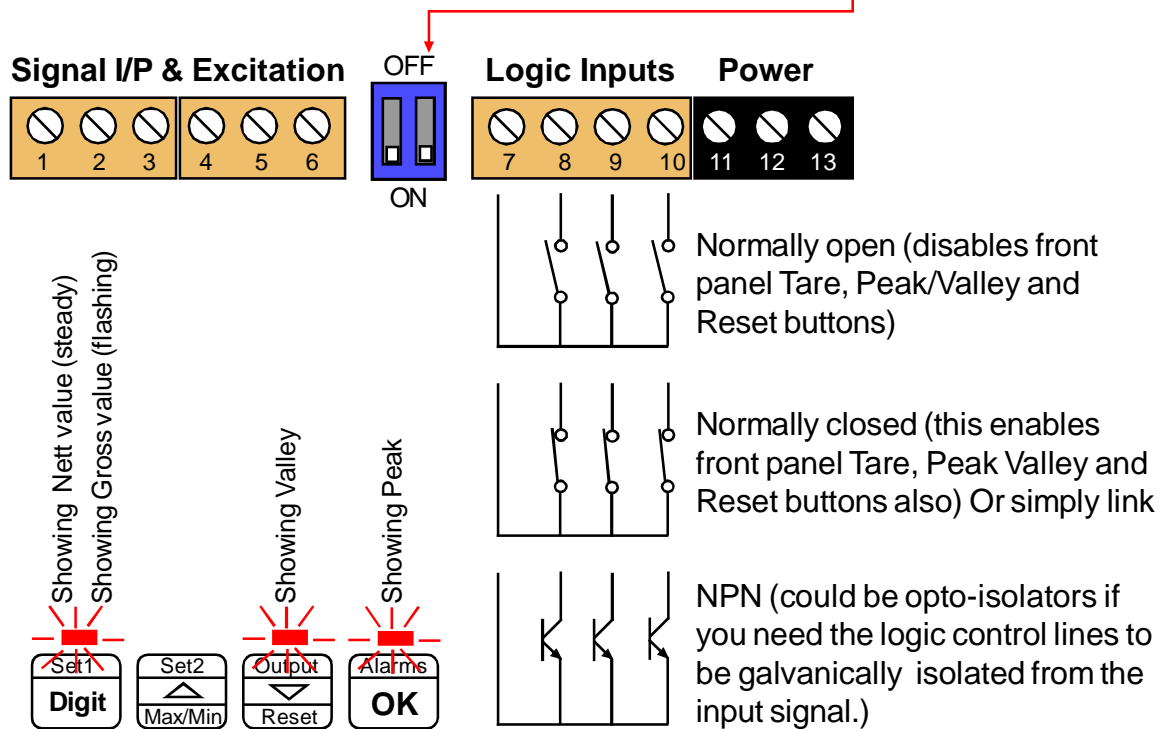 OFF
Signal I/P & Excitation
Logic Inputs
Power
1 2 3 4 5 6
7 8 9 10 11 12 13
ON
Normally open (disables front
panel Tare, Peak/Valley and
Reset buttons)
Showing Nett value (steady)
Showing Gross value (flashing)
Showing Valley
Showing Peak
Normally closed (this enables
front panel Tare, Peak Valley and
Reset buttons also) Or simply link
NPN (could be opto-isolators if
you need the logic control lines to
be galvanically isolated from the
input signal.)
Set1
Digit
Set2
Max/Min
Output
Reset
Alarms
OK